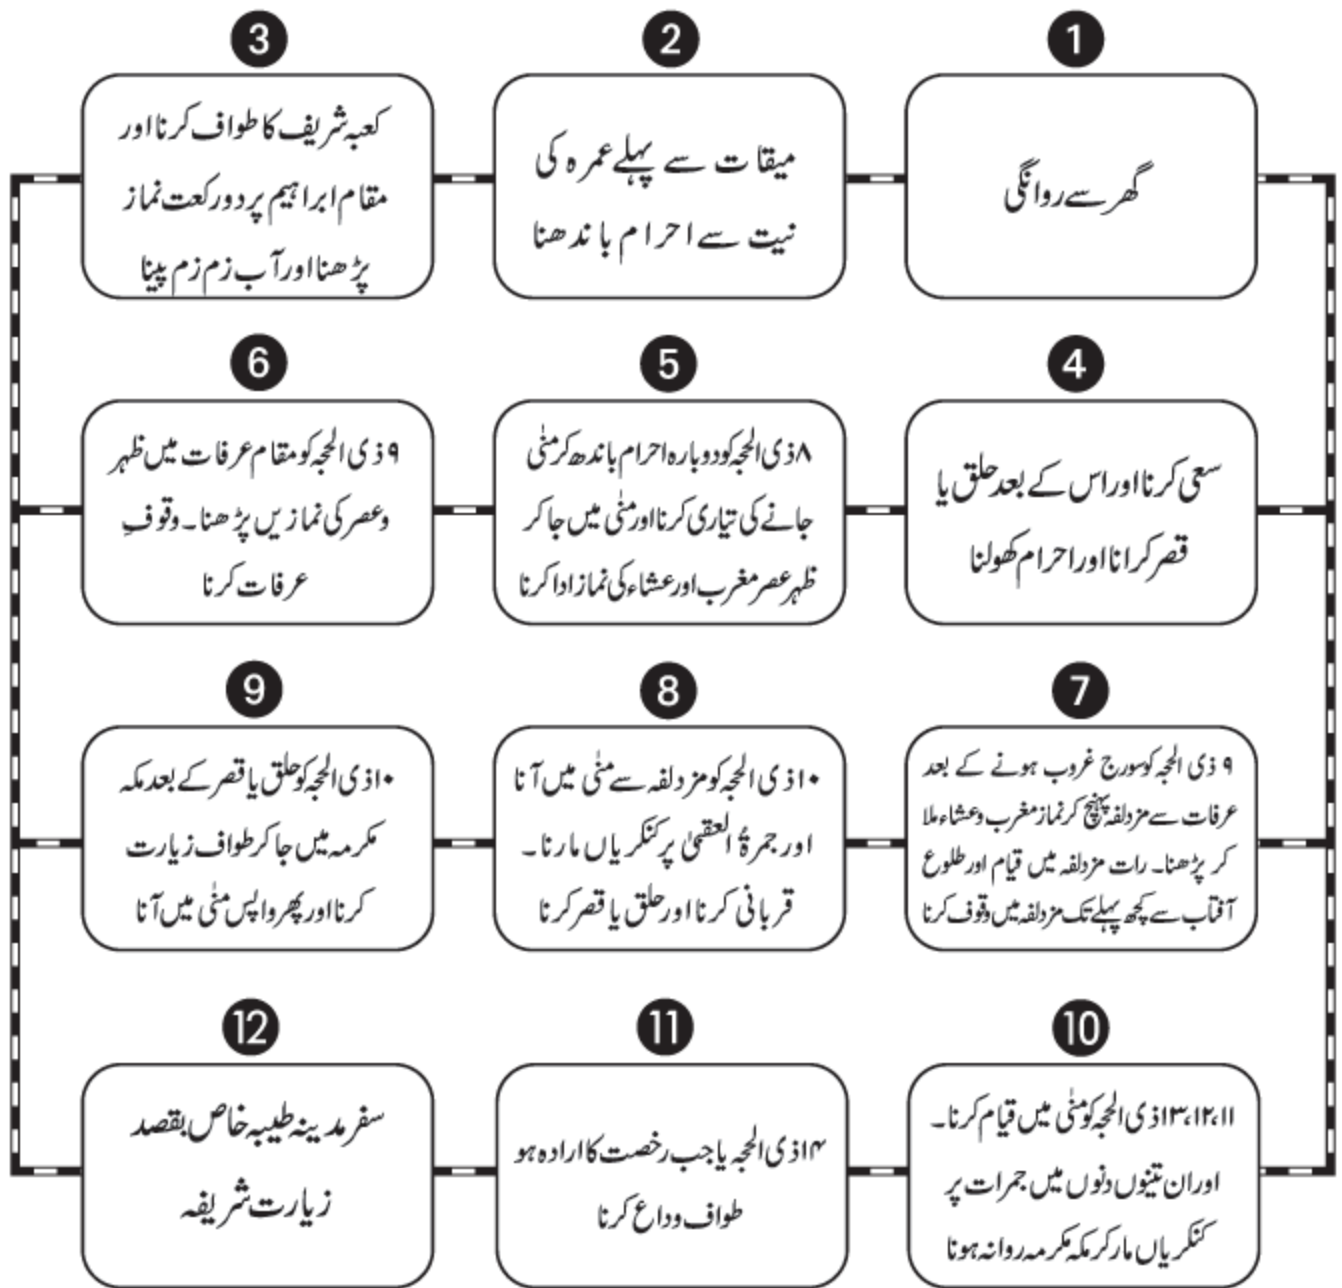 1
گھر سے روانگی
2
میقات سے پہلے عمرہ کی
نیت سے احرام باندھنا
3
کعبہ شریف کا طواف کرنا اور
مقام ابراہیم پر دو رکعت نماز
پڑھنا اور آب زم زم پینا
4
سعی کرنا اور اس کے بعد حلق یا
قصر کرانا اور احرام کھولنا
5
۸ ذی الحجہ کو دوبارہ احرام باندھ کر منٰی
جانے کی تیاری کرنا اور منٰی میں جا کر
ظہر عصر مغرب اور عشاء کی نماز ادا کرنا
6
۹ ذی الحجہ کو مقام عرفات میں ظہر
و عصر کی نمازیں پڑھنا۔ وقوفِ
عرفات کرنا
7
۹ ذی الحجہ کو سورج غروب ہونے کے بعد
عرفات سے مزدلفہ پہنچ کر نماز مغرب و عشاء ملا
کر پڑھنا۔ رات مزدلفہ میں قیام اور طلوع
آفتاب سے کچھ پہلے تک مزدلفہ میں وقوف کرنا
8
۱۰ ذی الحجہ کو مزدلفہ سے منٰی میں آنا
اور جمرۃُ العقبیٰ پر کنکریاں مارنا۔
قربانی کرنا اور حلق یا قصر کرنا
9
۱۰ ذی الحجہ کو حلق یا قصر کے بعد مکہ
مکرمہ میں جا کر طواف زیارت
کرنا اور پھر واپس منٰی میں آنا
10
۱۱،۱۲،۱۳ ذی الحجہ کو منٰی میں قیام کرنا۔
اور ان تینوں دنوں میں جمرات پر
کنکریاں مار کر مکہ مکرمہ روانہ ہونا
11
۱۴ ذی الحجہ یا جب رخصت کا ارادہ ہو
طواف وداع کرنا
12
سفر مدینہ طیبہ خاص بقصد
زیارت شریفہ